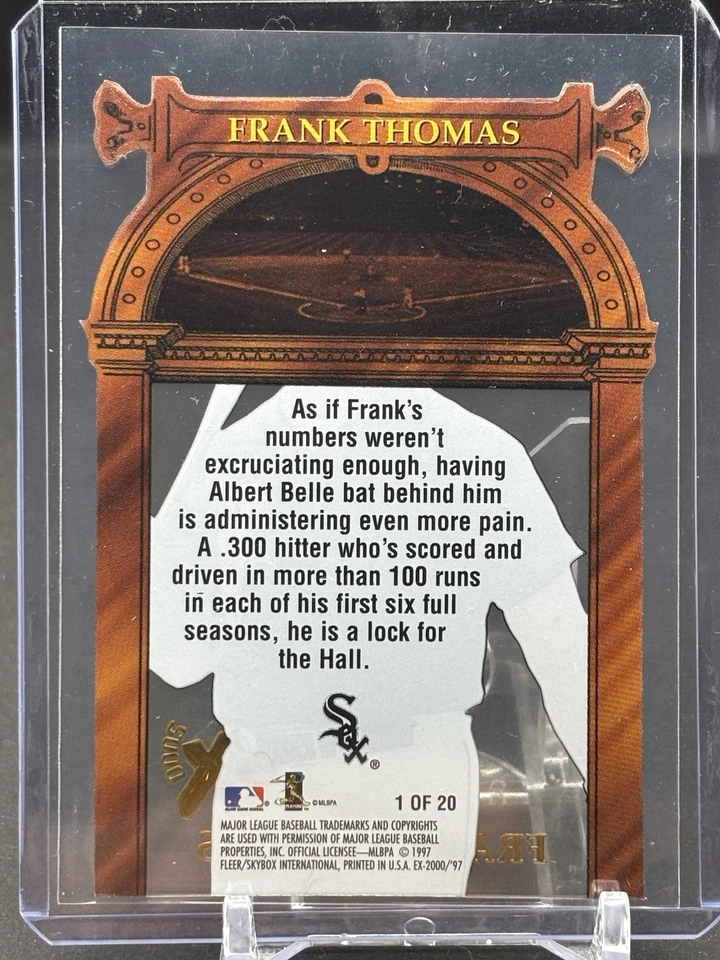 FRANK THOMAS
As if Frank's
numbers weren't
excruciating enough, having
Albert Belle bat behind him
is administering even more pain.
A .300 hitter who's scored and
driven in more than 100 runs
in each of his first six full
seasons, he is a lock for
the Hall.
Sox ®
® ©MLBPA 1 OF 20
MAJOR LEAGUE BASEBALL TRADEMARKS AND COPYRIGHTS
ARE USED WITH PERMISSION OF MAJOR LEAGUE BASEBALL
PROPERTIES, INC. OFFICIAL LICENSEE—MLBPA © 1997
FLEER/SKYBOX INTERNATIONAL, PRINTED IN U.S.A. EX-2000/'97
FRA